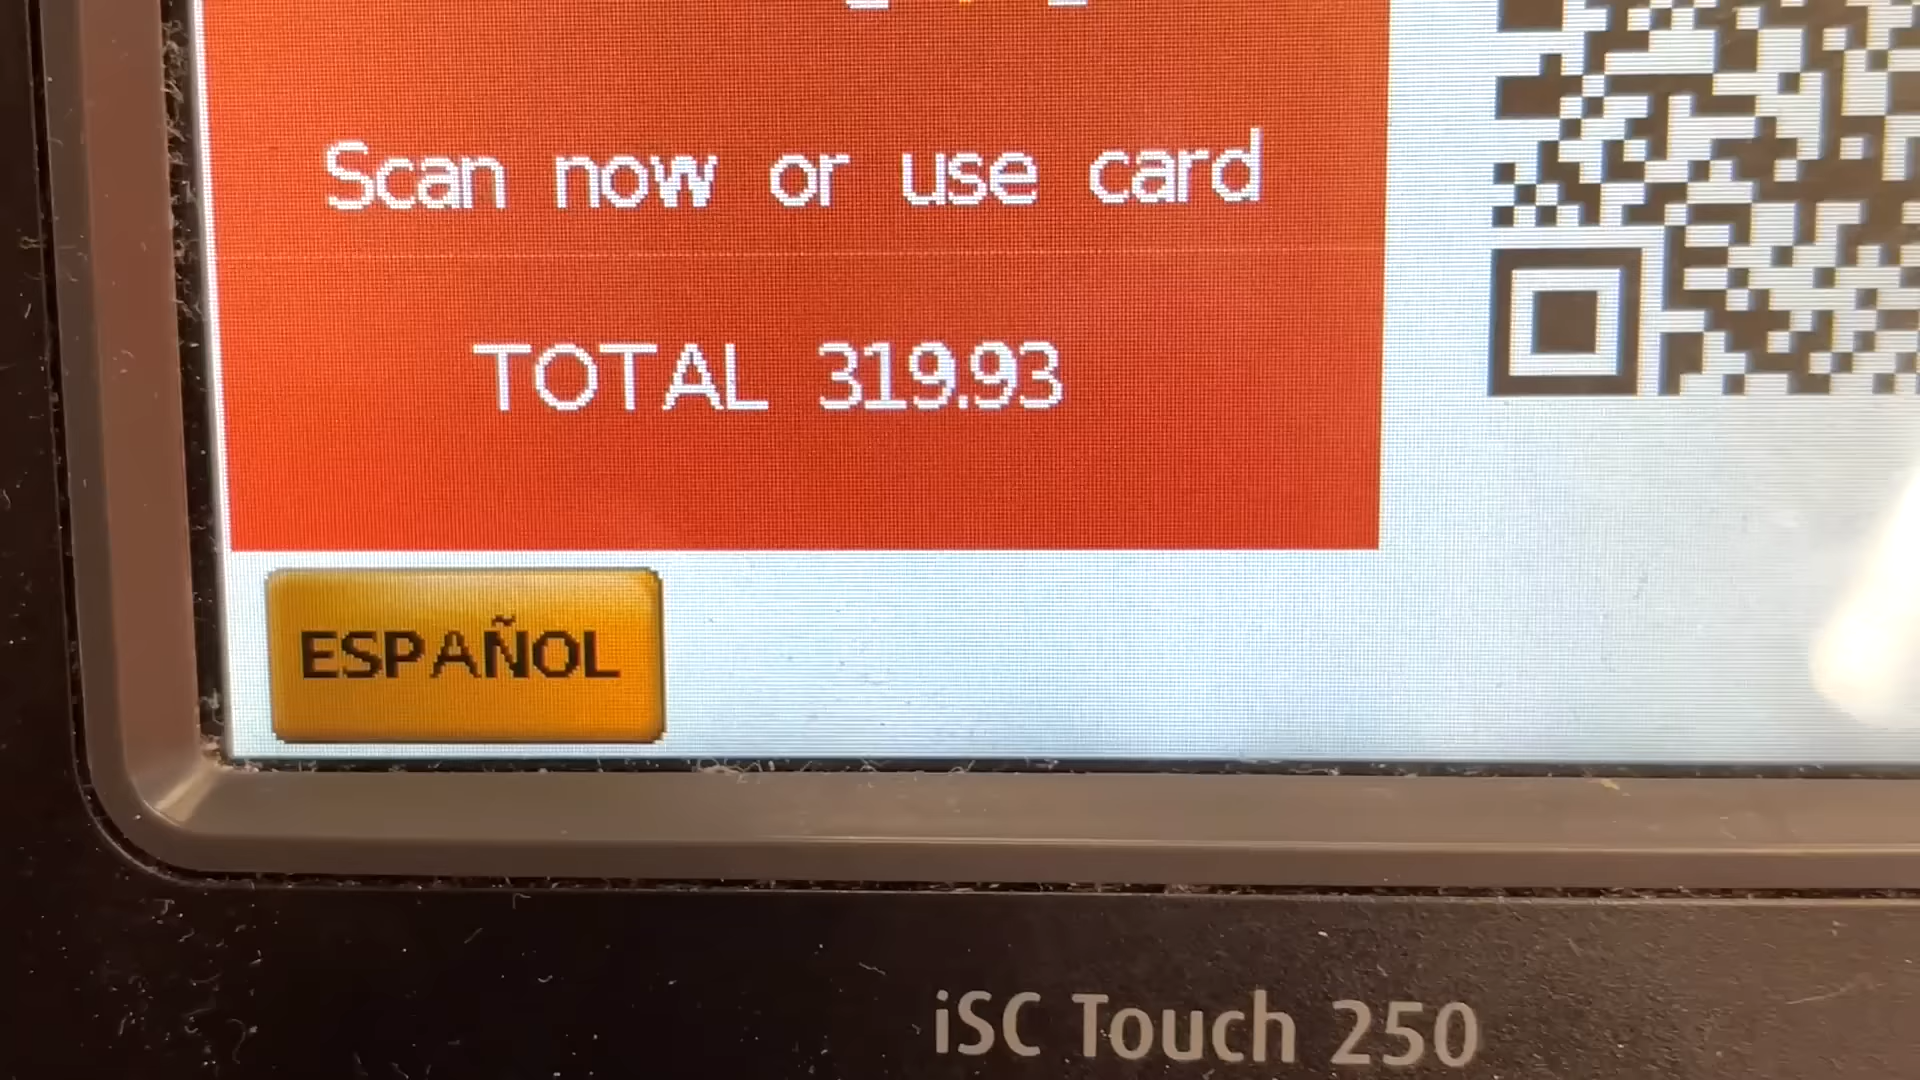 Scan now or use card
TOTAL 319.93
ESPAÑOL
iSC Touch 250